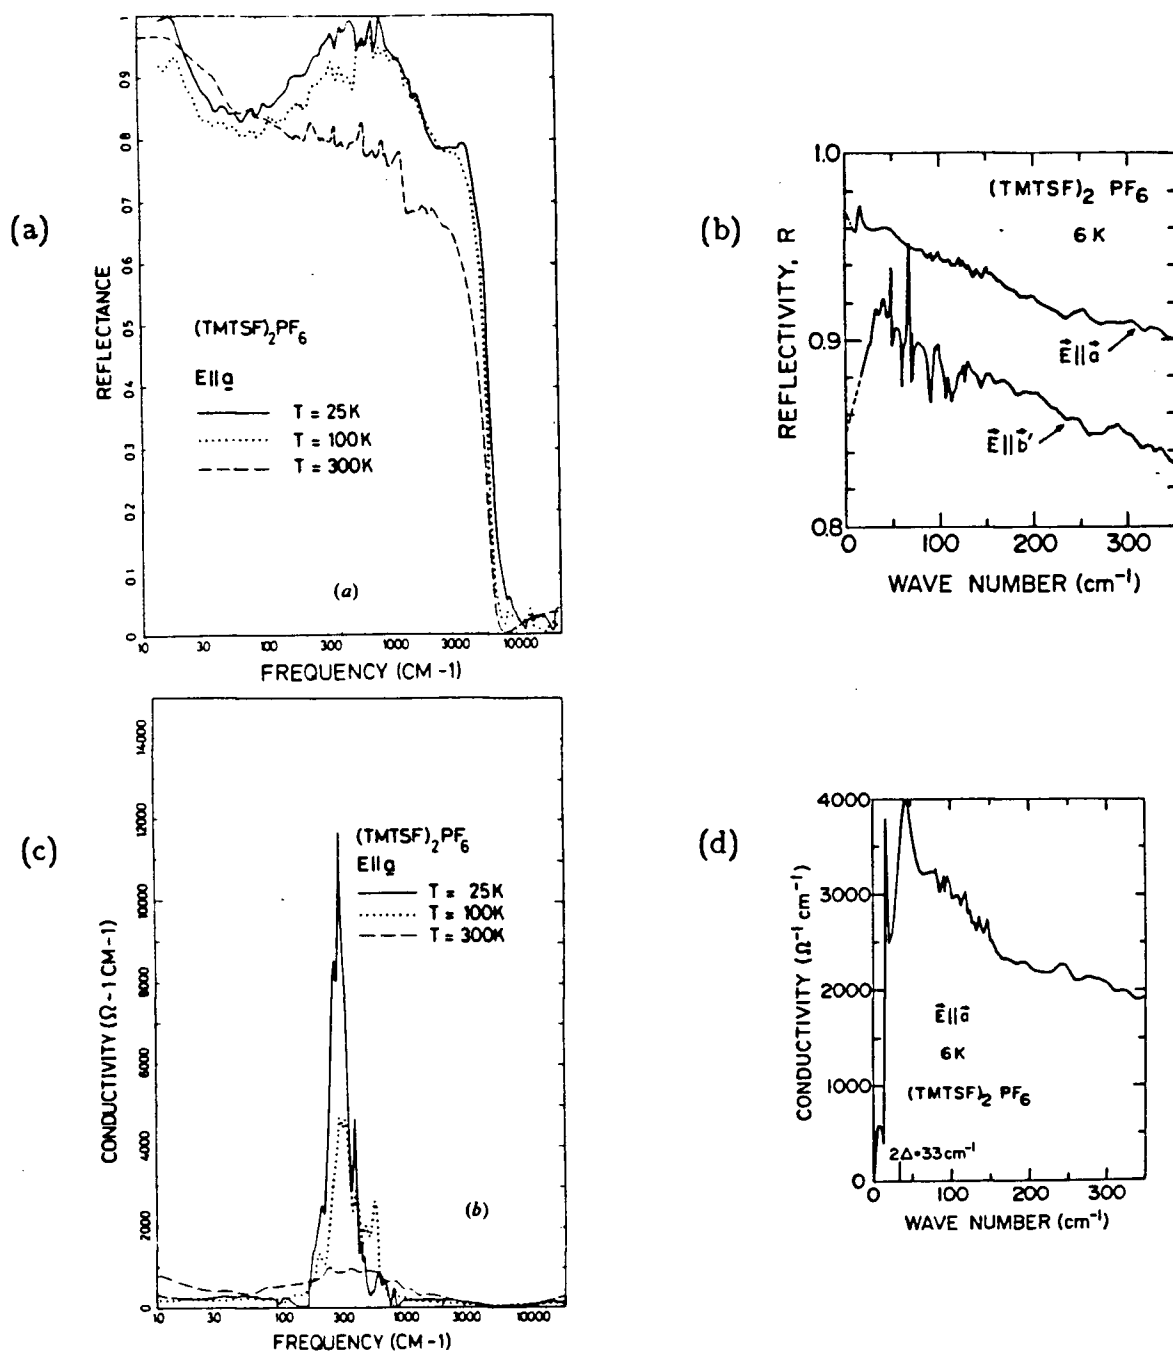 (a)
1
0.9
0.8
0.7
0.6
0.5
0.4
0.3
0.2
0.1
0
REFLECTANCE
(TMTSF)2PF6
E||a
T = 25K
T = 100K
T = 300K
(a)
30
100
300
1000
3000
10000
FREQUENCY (CM -1)
(b)
1.0
0.9
0.8
REFLECTIVITY, R
(TMTSF)2 PF6
6 K
E||a
E||b'
0
100
200
300
WAVE NUMBER (cm-1)
(c)
14000
12000
10000
8000
6000
4000
2000
0
CONDUCTIVITY (Ω-1 CM-1)
(TMTSF)2PF6
E||a
T = 25K
T = 100K
T = 300K
(b)
30
100
300
1000
3000
10000
FREQUENCY (CM-1)
(d)
4000
3000
2000
1000
0
CONDUCTIVITY (Ω-1 cm-1)
E||a
6K
(TMTSF)2 PF6
2Δ=33cm-1
0
100
200
300
WAVE NUMBER (cm-1)